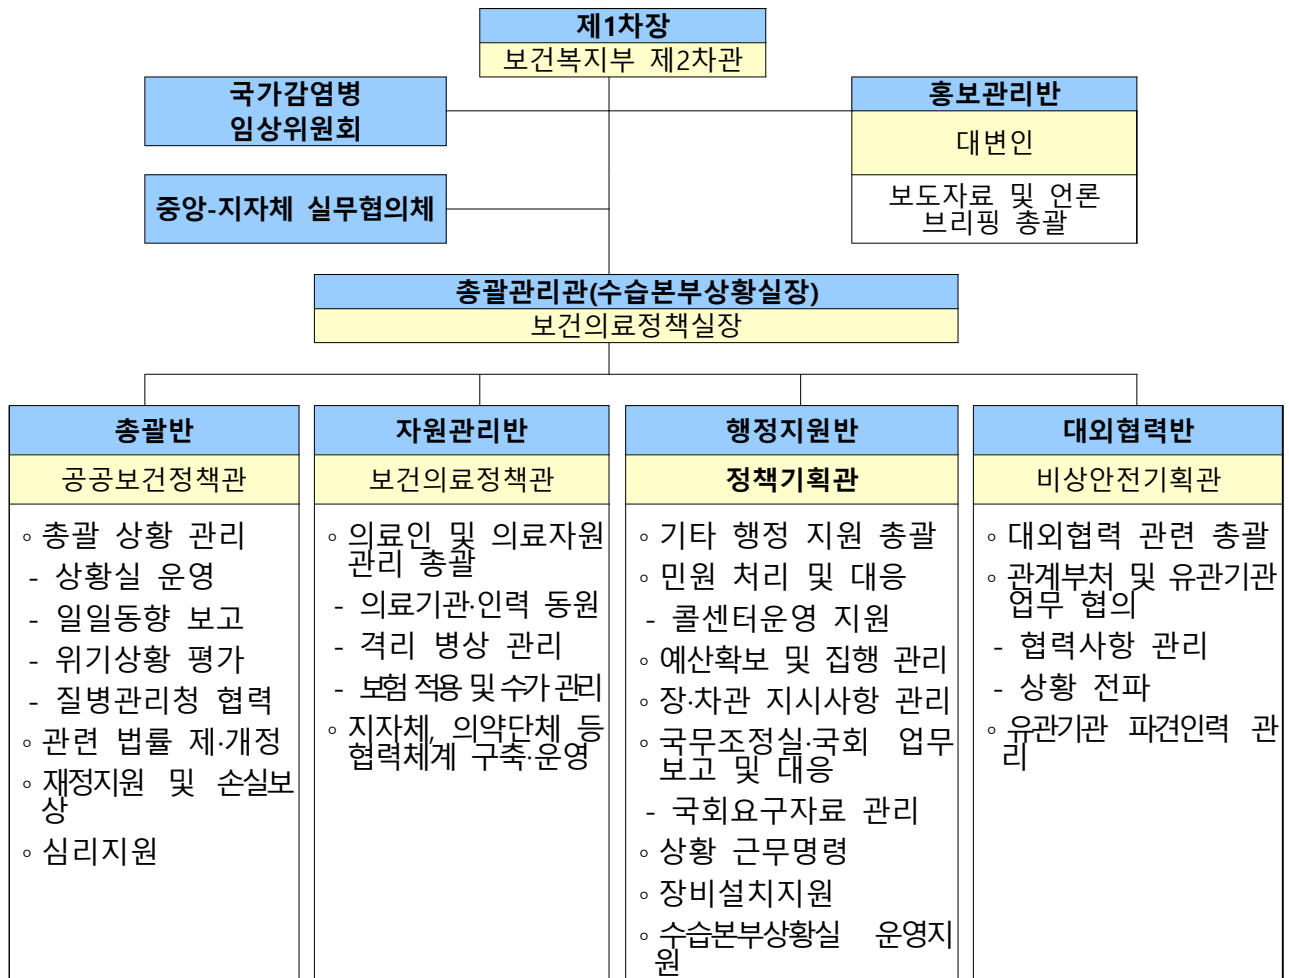 제1차장
보건복지부 제2차관
국가감염병
임상위원회
홍보관리반
대변인
보도자료 및 언론
브리핑 총괄
중앙-지자체 실무협의체
총괄관리관(수습본부상황실장)
보건의료정책실장
총괄반
공공보건정책관
◦ 총괄 상황 관리
- 상황실 운영
- 일일동향 보고
- 위기상황 평가
- 질병관리청 협력
◦ 관련 법률 제·개정
◦ 재정지원 및 손실보
상
◦ 심리지원
자원관리반
보건의료정책관
◦ 의료인 및 의료자원
관리 총괄
- 의료기관·인력 동원
- 격리 병상 관리
- 보험 적용 및 수가 관리
◦ 지자체, 의약단체 등
협력체계 구축·운영
행정지원반
정책기획관
◦ 기타 행정 지원 총괄
◦ 민원 처리 및 대응
- 콜센터운영 지원
◦ 예산확보 및 집행 관리
◦ 장·차관 지시사항 관리
◦ 국무조정실·국회 업무
보고 및 대응
- 국회요구자료 관리
◦ 상황 근무명령
◦ 장비설치지원
◦ 수습본부상황실 운영지
원
대외협력반
비상안전기획관
◦ 대외협력 관련 총괄
◦ 관계부처 및 유관기관
업무 협의
- 협력사항 관리
- 상황 전파
◦ 유관기관 파견인력 관
리